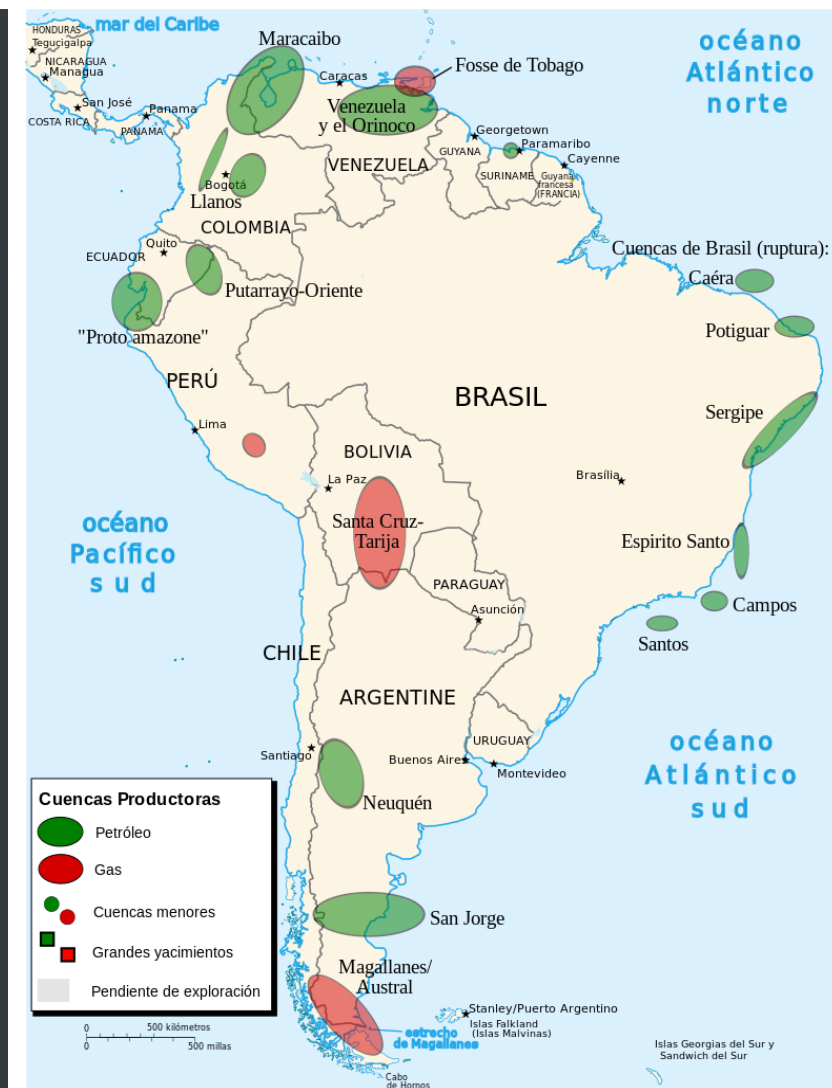 mar del Caribe
HONDURAS
Tegucigalpa
NICARAGUA
Managua
San José
COSTA RICA
Panama
PANAMA
Maracaibo
Caracas
Fosse de Tobago
océano
Atlántico
norte
Venezuela
y el Orinoco
Georgetown
Paramaribo
Cayenne
GUYANA
SURINAME
Guyana
francesa
(FRANCIA)
VENEZUELA
Bogotá
Llanos
COLOMBIA
Quito
ECUADOR
Putarrayo-Oriente
"Proto amazone"
Cuencas de Brasil (ruptura):
Caéra
Potiguar
PERÚ
BRASIL
Sergipe
Lima
BOLIVIA
La Paz
Brasília
Santa Cruz-
Tarija
océano
Pacífico
sud
Espirito Santo
PARAGUAY
Asunción
Campos
Santos
CHILE
ARGENTINE
Santiago
Buenos Aires
URUGUAY
Montevideo
océano
Atlántico
sud
Neuquén
San Jorge
Magallanes/
Austral
Stanley/Puerto Argentino
Islas Falkland
(Islas Malvinas)
estrecho
de Magallanes
Cabo
de Hornos
Islas Georgias del Sur y
Sandwich del Sur
Cuencas Productoras
Petróleo
Gas
Cuencas menores
Grandes yacimientos
Pendiente de exploración
0 500 kilómetros
0 500 millas